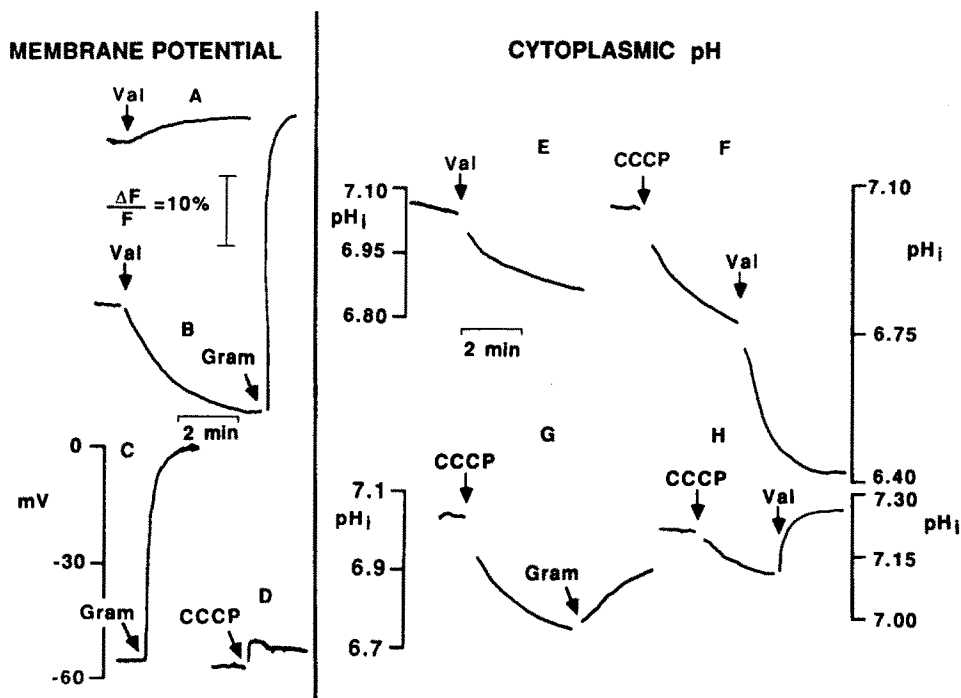 MEMBRANE POTENTIAL
Val
A
ΔF
F
=10%
Val
B
Gram
2 min
0
C
mV
-30
Gram
CCCP
D
-60
CYTOPLASMIC pH
E
CCCP
F
Val
7.10
7.10
pHi
pHi
6.95
Val
6.80
6.75
2 min
G
H
CCCP
CCCP
Val
6.40
7.1
7.30
pHi
pHi
6.9
Gram
7.15
7.00
6.7